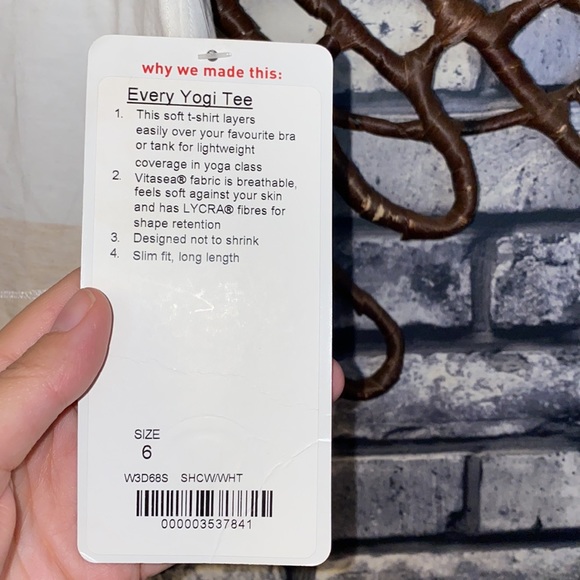 why we made this:
Every Yogi Tee
1. This soft t-shirt layers
easily over your favourite bra
or tank for lightweight
coverage in yoga class
2. Vitasea® fabric is breathable,
feels soft against your skin
and has LYCRA® fibres for
shape retention
3. Designed not to shrink
4. Slim fit, long length
SIZE
6
W3D68S SHCW/WHT
000003537841